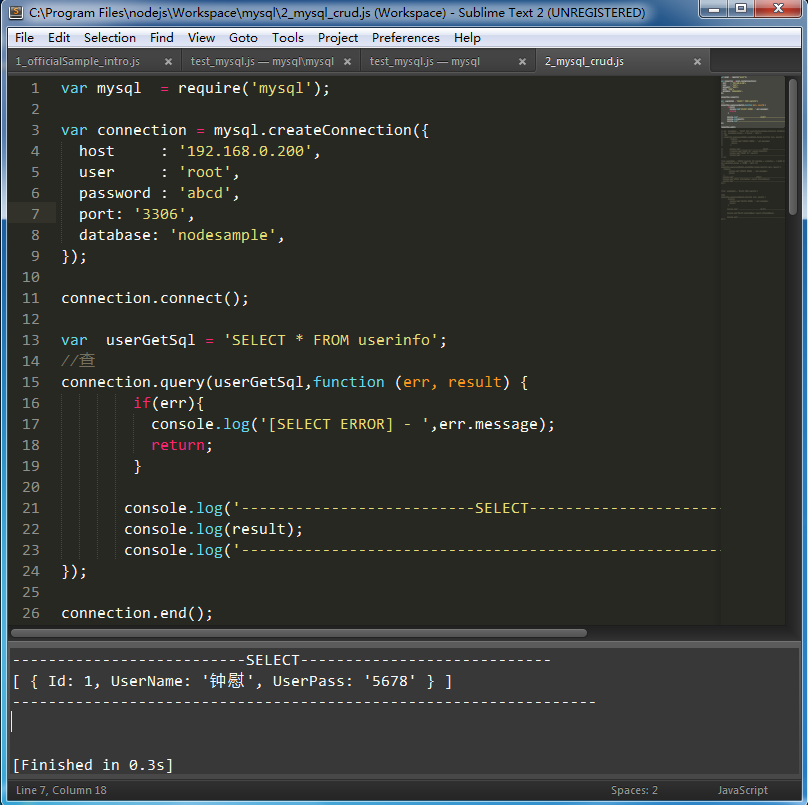 C:\Program Files\nodejs\Workspace\mysql\2_mysql_crud.js (Workspace) - Sublime Text 2 (UNREGISTERED)
File Edit Selection Find View Goto Tools Project Preferences Help
1_officialSample_intro.js × test_mysql.js — mysql\mysql × test_mysql.js — mysql × 2_mysql_crud.js ×
1 var mysql  = require('mysql');
2
3 var connection = mysql.createConnection({
4   host     : '192.168.0.200',
5   user     : 'root',
6   password : 'abcd',
7   port: '3306',
8   database: 'nodesample',
9 });
10
11 connection.connect();
12
13 var  userGetSql = 'SELECT * FROM userinfo';
14 //查
15 connection.query(userGetSql,function (err, result) {
16         if(err){
17           console.log('[SELECT ERROR] - ',err.message);
18           return;
19         }
20
21        console.log('--------------------------SELECT---------------------
22        console.log(result);
23        console.log('-----------------------------------------------------
24 });
25
26 connection.end();
--------------------------SELECT----------------------------
[ { Id: 1, UserName: '钟慰', UserPass: '5678' } ]
-----------------------------------------------------------------
[Finished in 0.3s]
Line 7, Column 18 Spaces: 2 JavaScript